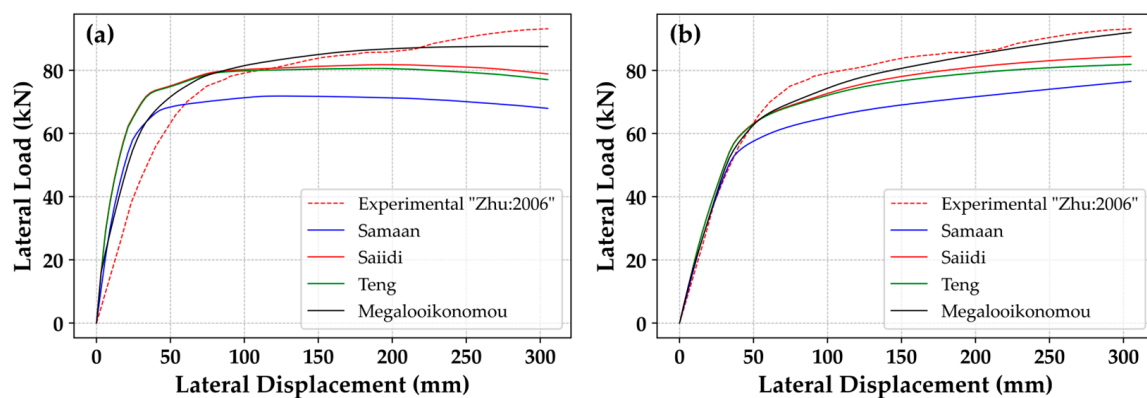 (a)
Lateral Load (kN)
80
60
40
20
0
Experimental "Zhu:2006"
Samaan
Saiidi
Teng
Megalooikonomou
0 50 100 150 200 250 300
Lateral Displacement (mm)
(b)
Lateral Load (kN)
80
60
40
20
0
Experimental "Zhu:2006"
Samaan
Saiidi
Teng
Megalooikonomou
0 50 100 150 200 250 300
Lateral Displacement (mm)